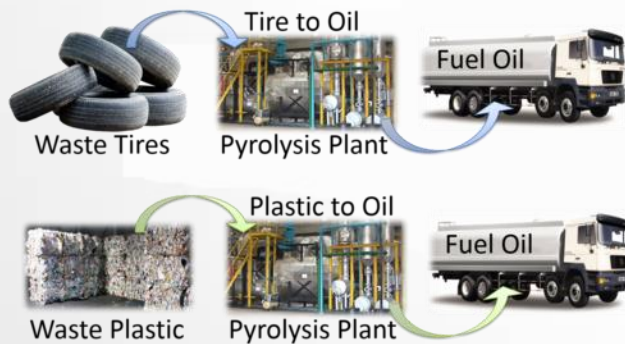 Tire to Oil
Fuel Oil
Waste Tires
Pyrolysis Plant
Plastic to Oil
Fuel Oil
Waste Plastic
Pyrolysis Plant